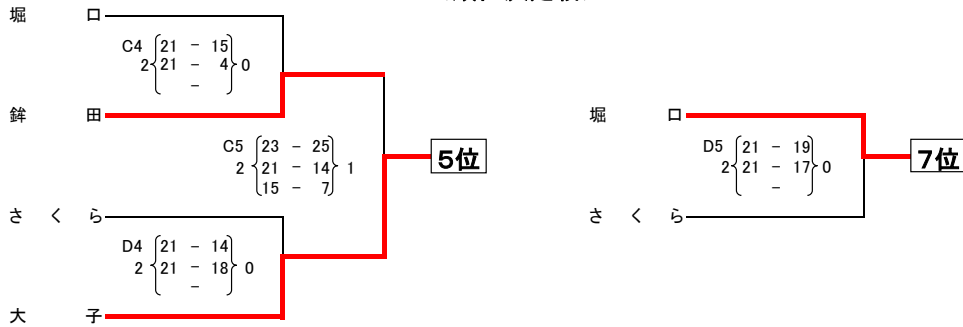 堀口
C4 21 - 15
2 21 - 4 0
-
鉾田
C5 23 - 25
2 21 - 14 1
15 - 7
5位
さくら
D4 21 - 14
2 21 - 18 0
-
大子
堀口
D5 21 - 19
2 21 - 17 0
-
7位
さくら